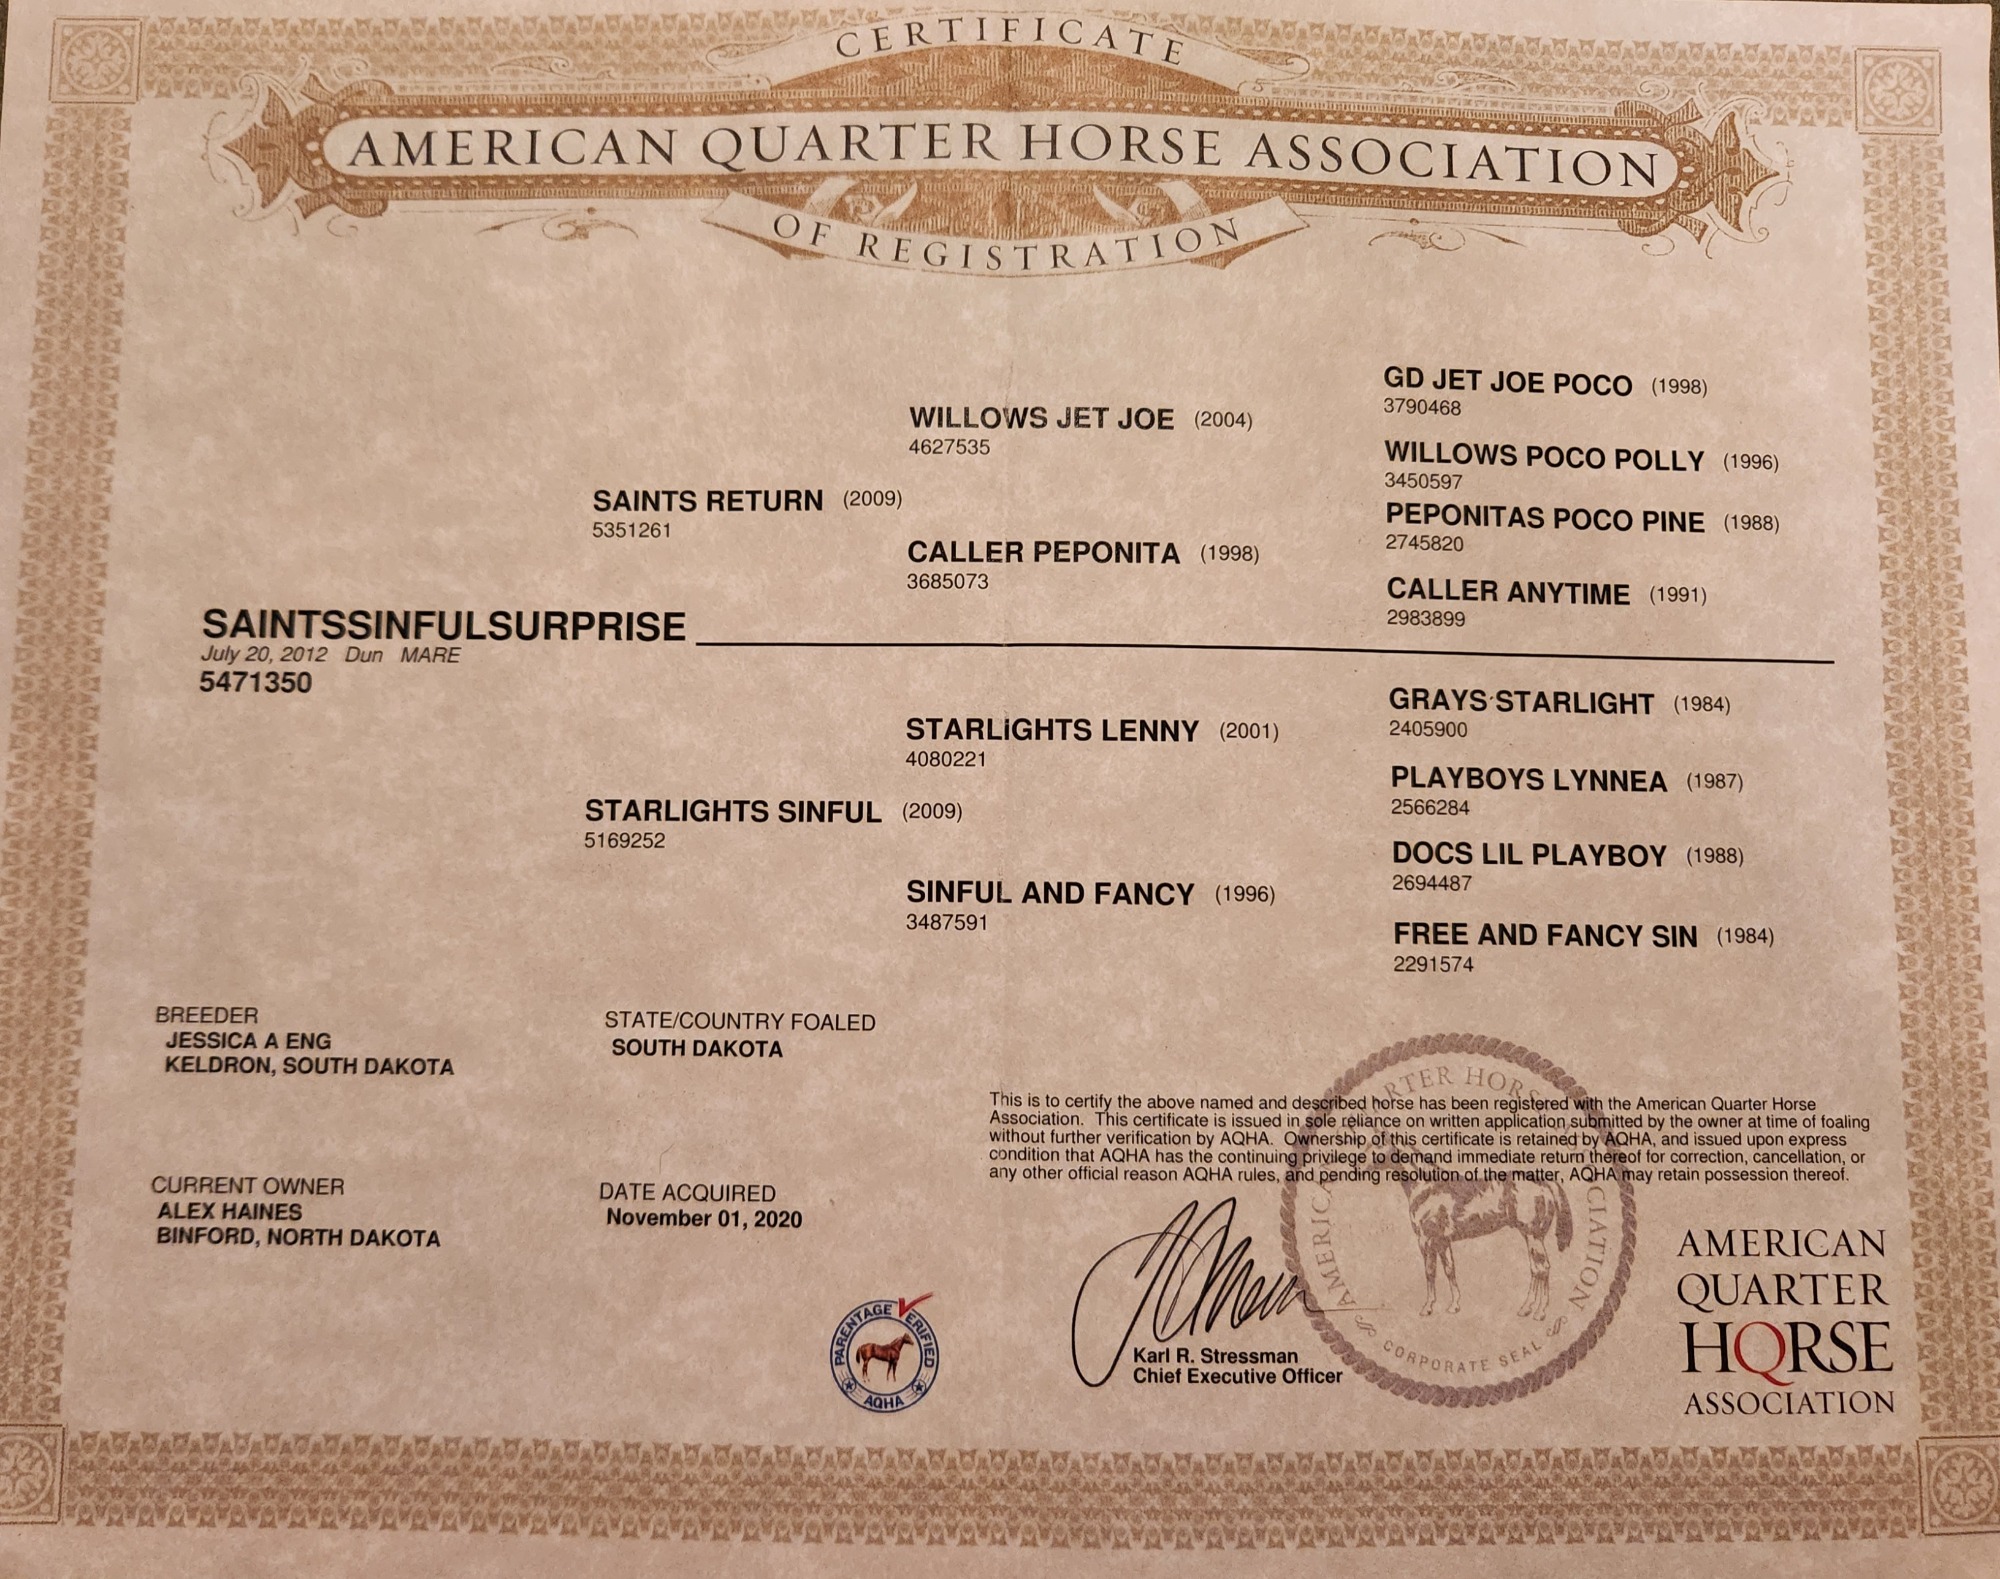 CERTIFICATE
AMERICAN QUARTER HORSE ASSOCIATION
OF REGISTRATION
GD JET JOE POCO (1998)
3790468
WILLOWS JET JOE (2004)
4627535
WILLOWS POCO POLLY (1996)
3450597
SAINTS RETURN (2009)
5351261
PEPONITAS POCO PINE (1988)
2745820
CALLER PEPONITA (1998)
3685073
CALLER ANYTIME (1991)
2983899
SAINTSSINFULSURPRISE
July 20, 2012 Dun MARE
5471350
GRAYS STARLIGHT (1984)
2405900
STARLIGHTS LENNY (2001)
4080221
PLAYBOYS LYNNEA (1987)
2566284
STARLIGHTS SINFUL (2009)
5169252
DOCS LIL PLAYBOY (1988)
2694487
SINFUL AND FANCY (1996)
3487591
FREE AND FANCY SIN (1984)
2291574
BREEDER
JESSICA A ENG
KELDRON, SOUTH DAKOTA
STATE/COUNTRY FOALED
SOUTH DAKOTA
This is to certify the above named and described horse has been registered with the American Quarter Horse
Association. This certificate is issued in sole reliance on written application submitted by the owner at time of foaling
without further verification by AQHA. Ownership of this certificate is retained by AQHA, and issued upon express
condition that AQHA has the continuing privilege to demand immediate return thereof for correction, cancellation, or
any other official reason AQHA rules, and pending resolution of the matter, AQHA may retain possession thereof.
CURRENT OWNER
ALEX HAINES
BINFORD, NORTH DAKOTA
DATE ACQUIRED
November 01, 2020
PARENTAGE VERIFIED
AQHA
Karl R. Stressman
Chief Executive Officer
AMERICAN QUARTER HORSE ASSOCIATION
CORPORATE SEAL
AMERICAN
QUARTER
HORSE
ASSOCIATION